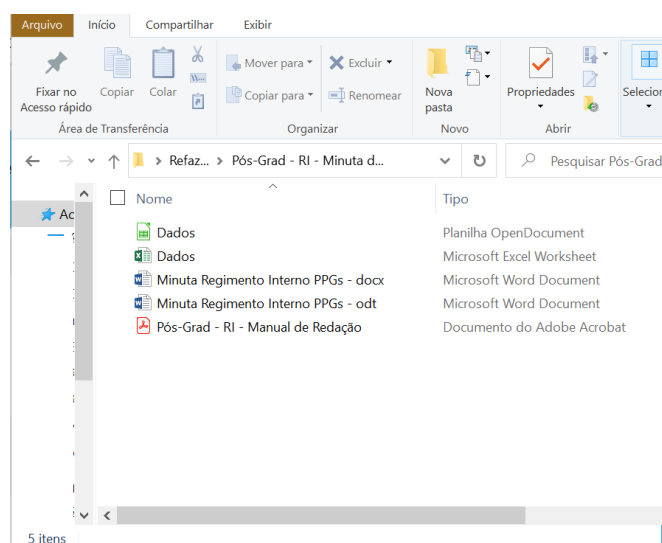 Arquivo Início Compartilhar Exibir
Mover para Excluir
Fixar no Acesso rápido Copiar Colar Copiar para Renomear Nova pasta Propriedades Selecion
Área de Transferência Organizar Novo Abrir
Refaz... Pós-Grad - RI - Minuta d... Pesquisar Pós-Grad
Nome Tipo
Ac
Dados Planilha OpenDocument
Dados Microsoft Excel Worksheet
Minuta Regimento Interno PPGs - docx Microsoft Word Document
Minuta Regimento Interno PPGs - odt Microsoft Word Document
Pós-Grad - RI - Manual de Redação Documento do Adobe Acrobat
5 itens